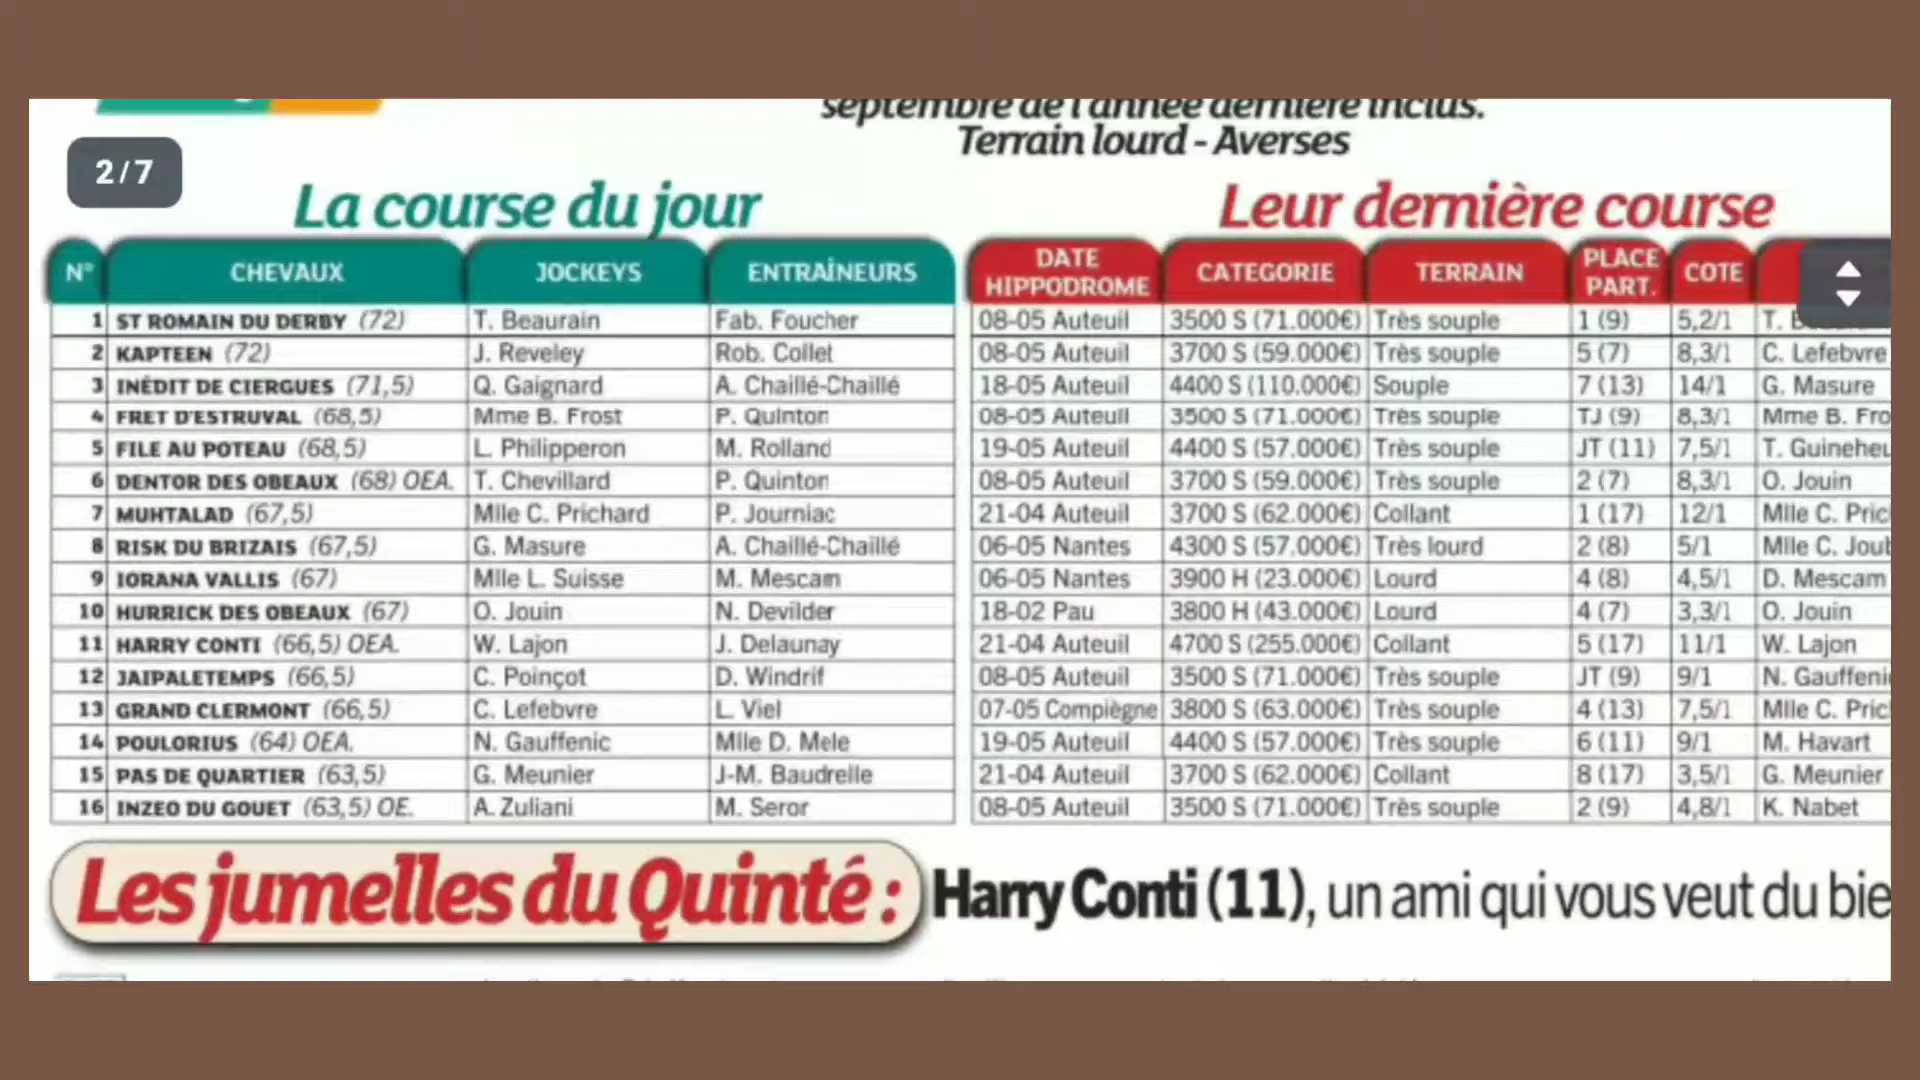 septembre de l'année dernière inclus.
Terrain lourd - Averses
2/7
La course du jour
Leur dernière course
N° CHEVAUX JOCKEYS ENTRAÎNEURS DATE HIPPODROME CATEGORIE TERRAIN PLACE PART. COTE
1 ST ROMAIN DU DERBY (72) T. Beaurain Fab. Foucher 08-05 Auteuil 3500 S (71.000€) Très souple 1 (9) 5,2/1 T.
2 KAPTEEN (72) J. Reveley Rob. Collet 08-05 Auteuil 3700 S (59.000€) Très souple 5 (7) 8,3/1 C. Lefebvre
3 INÉDIT DE CIERGUES (71,5) Q. Gaignard A. Chaillé-Chaillé 18-05 Auteuil 4400 S (110.000€) Souple 7 (13) 14/1 G. Masure
4 FRET D'ESTRUVAL (68,5) Mme B. Frost P. Quinton 08-05 Auteuil 3500 S (71.000€) Très souple TJ (9) 8,3/1 Mme B. Fro
5 FILE AU POTEAU (68,5) L. Philipperon M. Rolland 19-05 Auteuil 4400 S (57.000€) Très souple JT (11) 7,5/1 T. Guineheu
6 DENTOR DES OBEAUX (68) OEA. T. Chevillard P. Quinton 08-05 Auteuil 3700 S (59.000€) Très souple 2 (7) 8,3/1 O. Jouin
7 MUHTALAD (67,5) Mlle C. Prichard P. Journiac 21-04 Auteuil 3700 S (62.000€) Collant 1 (17) 12/1 Mlle C. Pric
8 RISK DU BRIZAIS (67,5) G. Masure A. Chaillé-Chaillé 06-05 Nantes 4300 S (57.000€) Très lourd 2 (8) 5/1 Mlle C. Joub
9 IORANA VALLIS (67) Mlle L. Suisse M. Mescam 06-05 Nantes 3900 H (23.000€) Lourd 4 (8) 4,5/1 D. Mescam
10 HURRICK DES OBEAUX (67) O. Jouin N. Devilder 18-02 Pau 3800 H (43.000€) Lourd 4 (7) 3,3/1 O. Jouin
11 HARRY CONTI (66,5) OEA. W. Lajon J. Delaunay 21-04 Auteuil 4700 S (255.000€) Collant 5 (17) 11/1 W. Lajon
12 JAIPALETEMPS (66,5) C. Poinçot D. Windrif 08-05 Auteuil 3500 S (71.000€) Très souple JT (9) 9/1 N. Gauffenic
13 GRAND CLERMONT (66,5) C. Lefebvre L. Viel 07-05 Compiègne 3800 S (63.000€) Très souple 4 (13) 7,5/1 Mlle C. Pric
14 POULORIUS (64) OEA. N. Gauffenic Mlle D. Mele 19-05 Auteuil 4400 S (57.000€) Très souple 6 (11) 9/1 M. Havart
15 PAS DE QUARTIER (63,5) G. Meunier J-M. Baudrelle 21-04 Auteuil 3700 S (62.000€) Collant 8 (17) 3,5/1 G. Meunier
16 INZEO DU GOUET (63,5) OE. A. Zuliani M. Seror 08-05 Auteuil 3500 S (71.000€) Très souple 2 (9) 4,8/1 K. Nabet
Les jumelles du Quinté : Harry Conti (11), un ami qui vous veut du bie